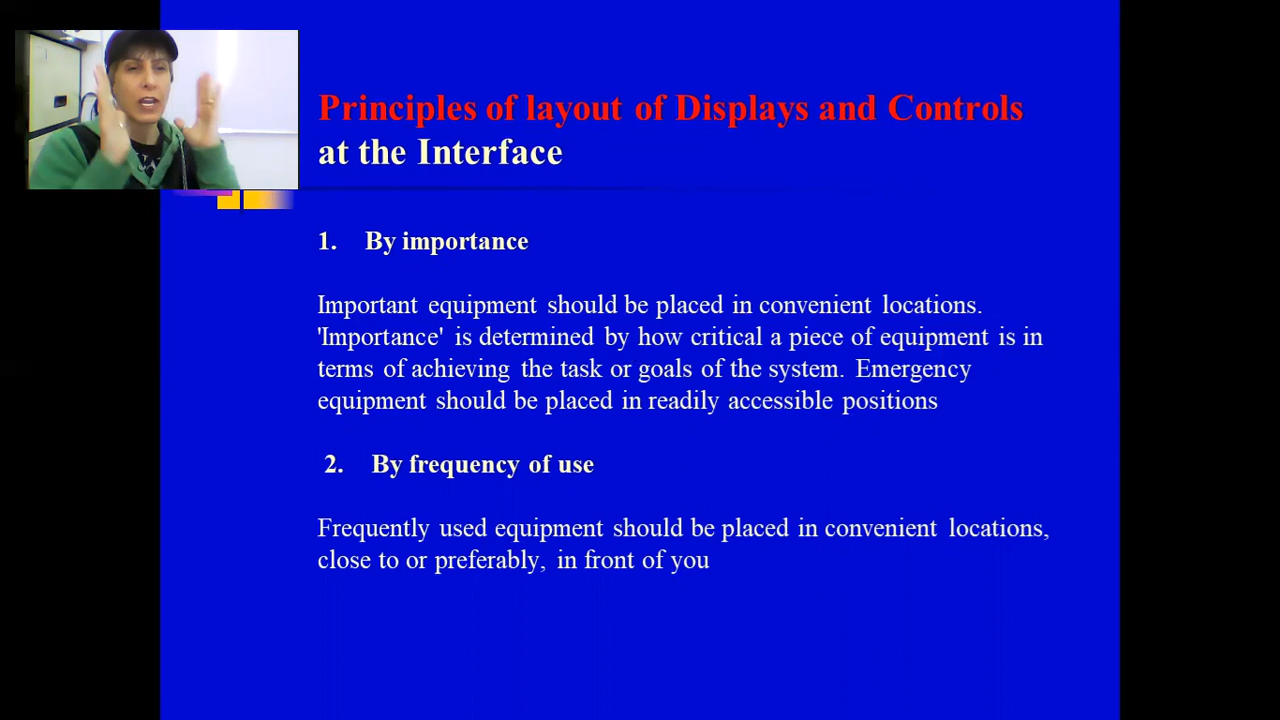 Principles of layout of Displays and Controls
at the Interface
1. By importance
Important equipment should be placed in convenient locations.
'Importance' is determined by how critical a piece of equipment is in
terms of achieving the task or goals of the system. Emergency
equipment should be placed in readily accessible positions
2. By frequency of use
Frequently used equipment should be placed in convenient locations,
close to or preferably, in front of you